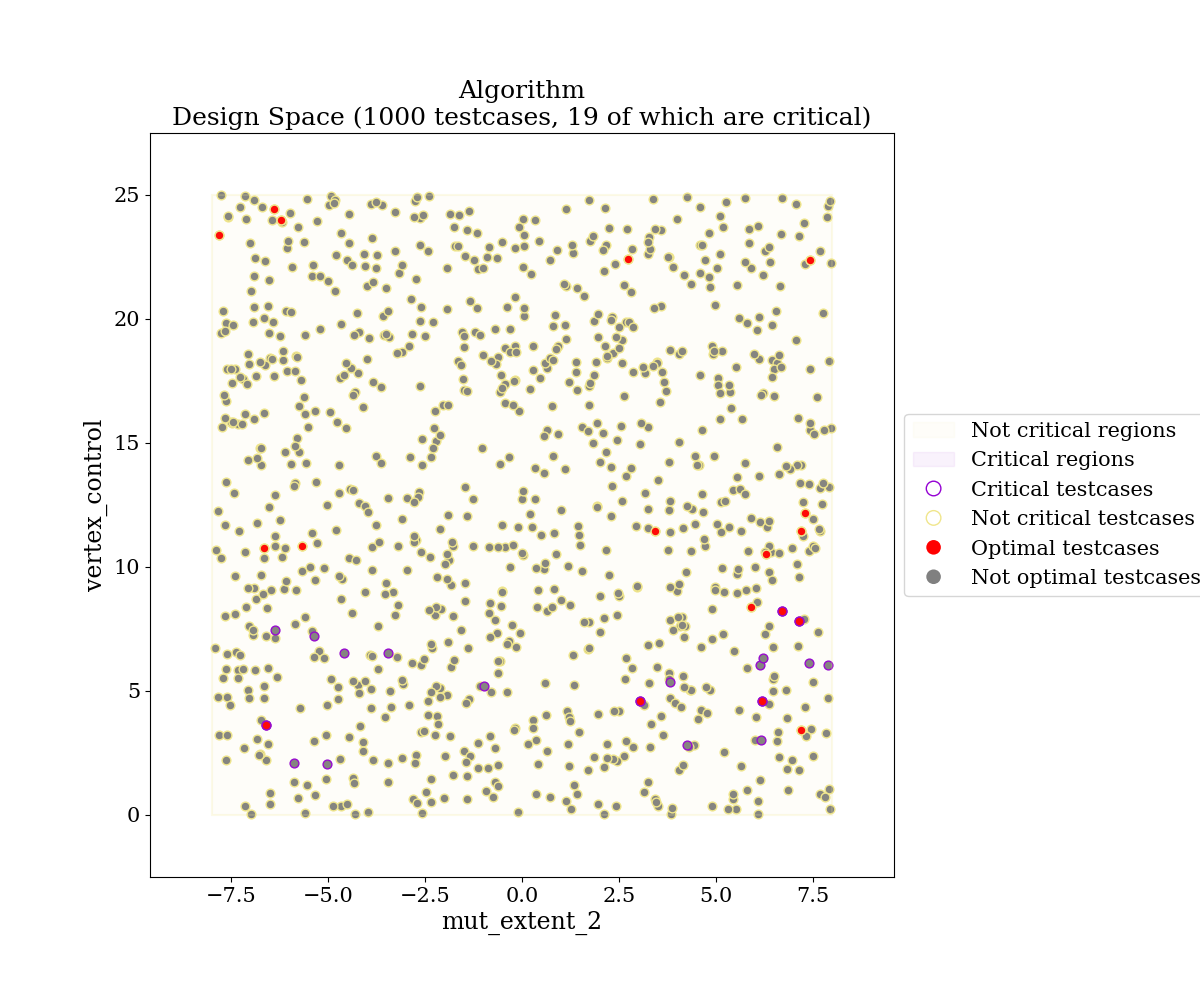 Algorithm
Design Space (1000 testcases, 19 of which are critical)
25
20
15
10
5
0
vertex_control
−7.5
−5.0
−2.5
0.0
2.5
5.0
7.5
mut_extent_2
Not critical regions
Critical regions
Critical testcases
Not critical testcases
Optimal testcases
Not optimal testcases